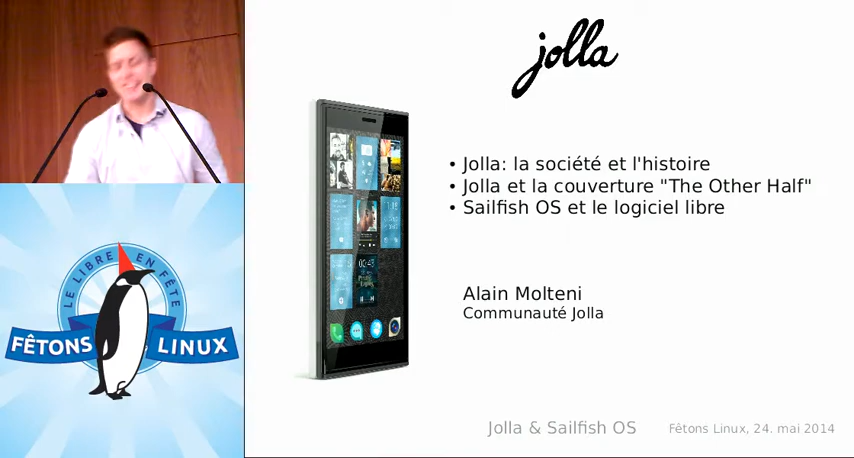 jolla
• Jolla: la société et l'histoire
• Jolla et la couverture "The Other Half"
• Sailfish OS et le logiciel libre
Alain Molteni
Communauté Jolla
Jolla & Sailfish OS
Fêtons Linux, 24. mai 2014
LE LIBRE EN FÊTE
FÊTONS LINUX